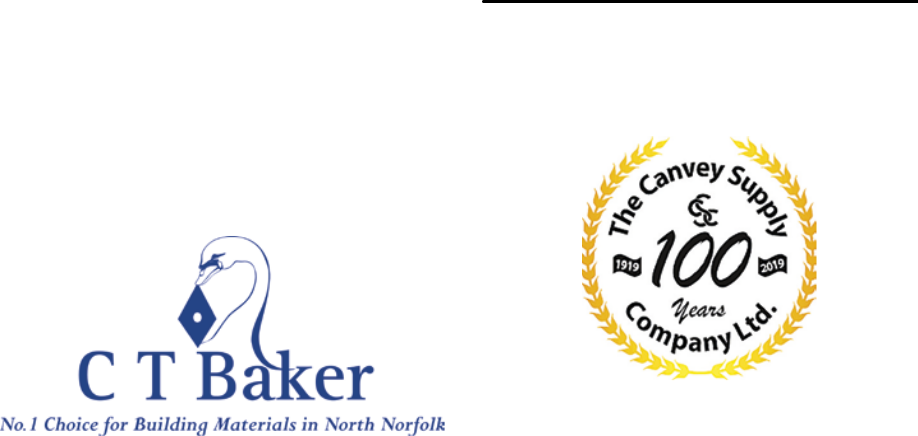 C T Baker
No.1 Choice for Building Materials in North Norfolk
The Canvey Supply
CSC
100
1919
2019
Years
Company Ltd.